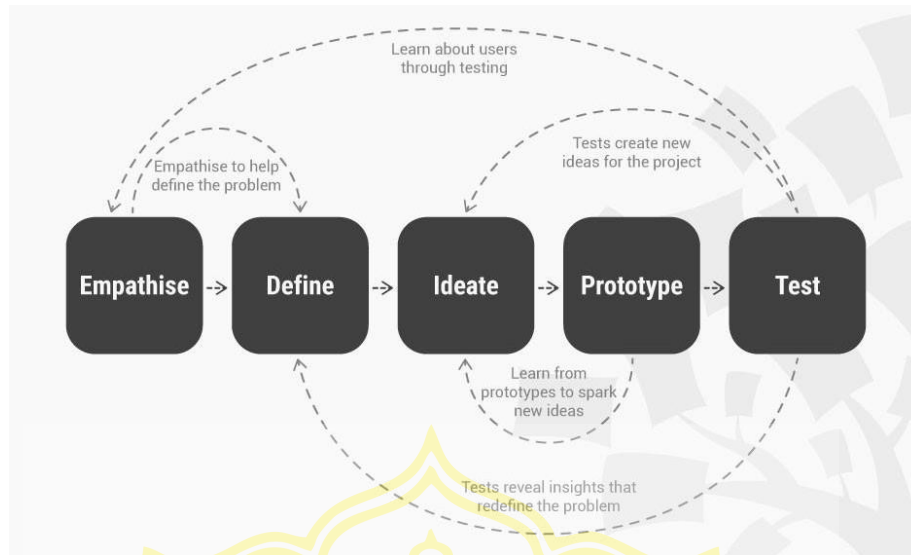 Learn about users
through testing
Tests create new
ideas for the project
Empathise to help
define the problem
Empathise
Define
Ideate
Prototype
Test
Learn from
prototypes to spark
new ideas
Tests reveal insights that
redefine the problem